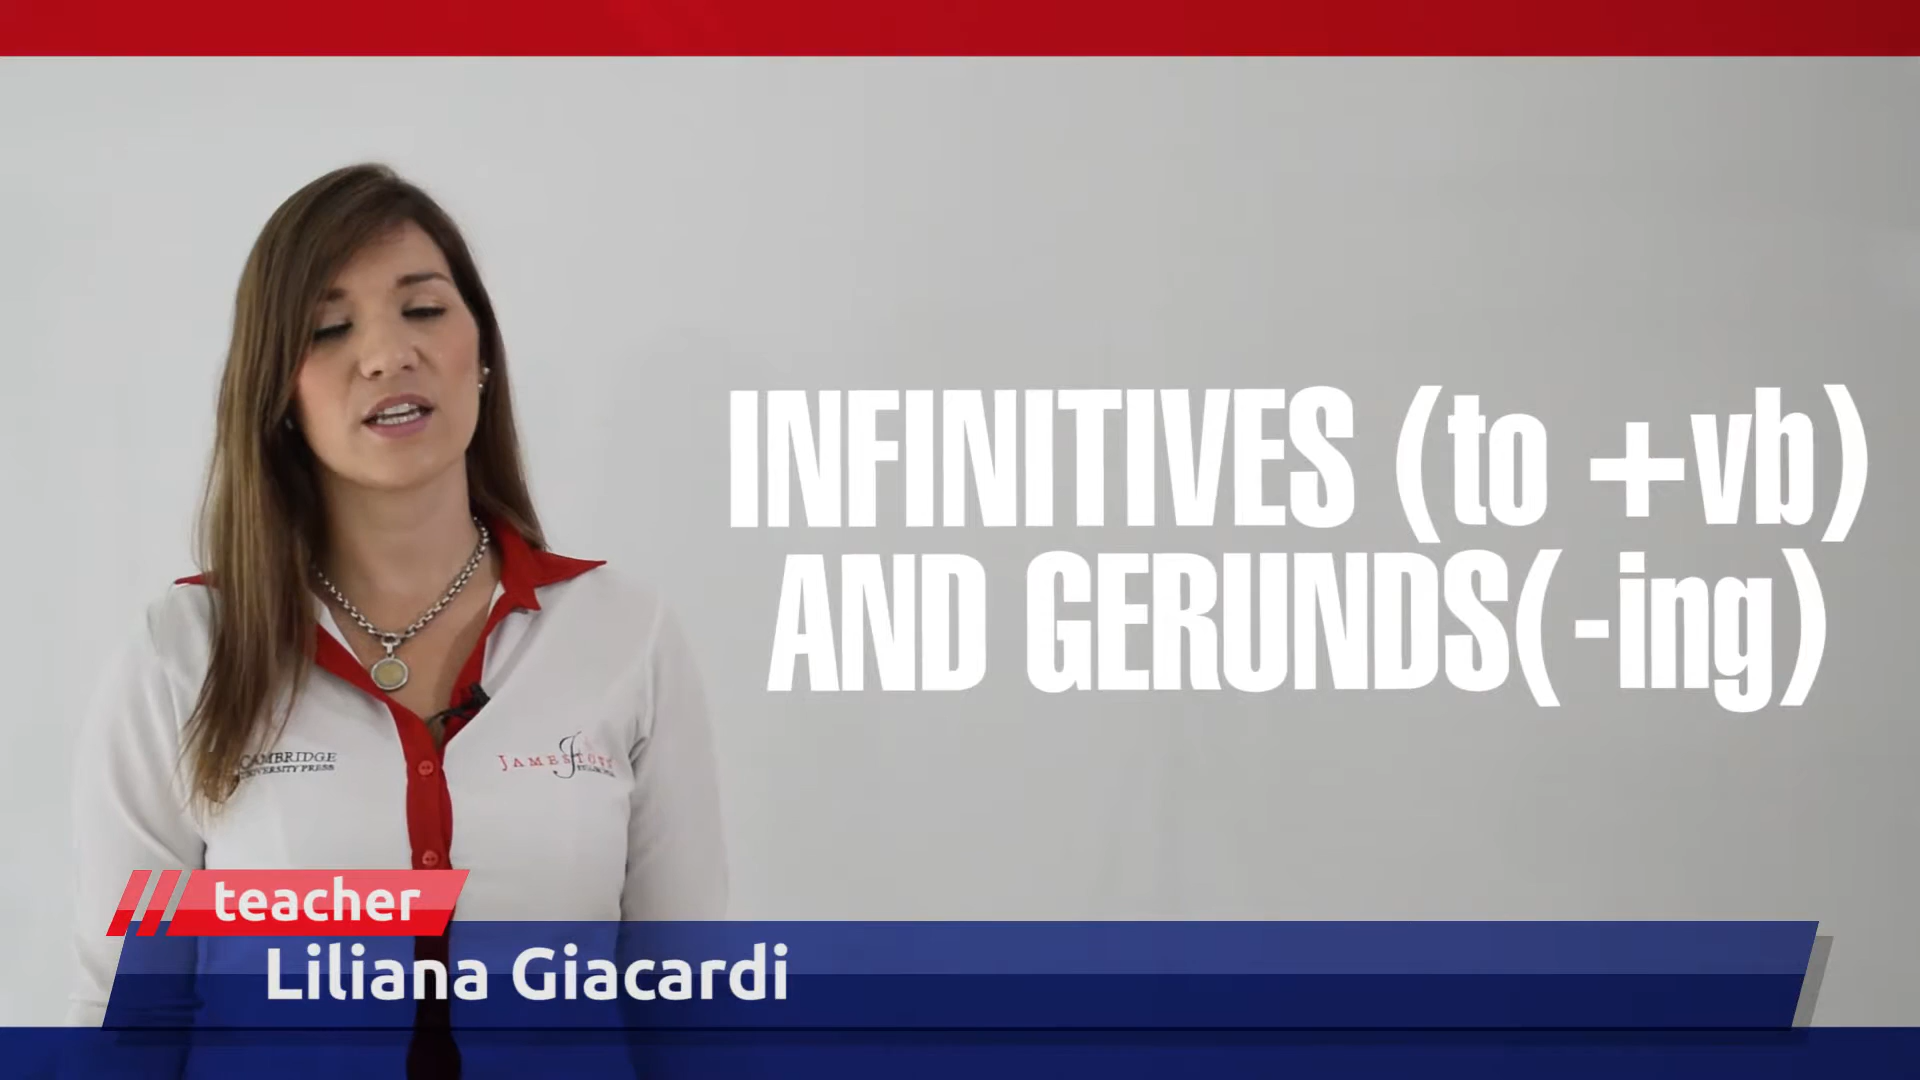 INFINITIVES (to +vb)
AND GERUNDS(-ing)
CAMBRIDGE
UNIVERSITY PRESS
teacher
Liliana Giacardi